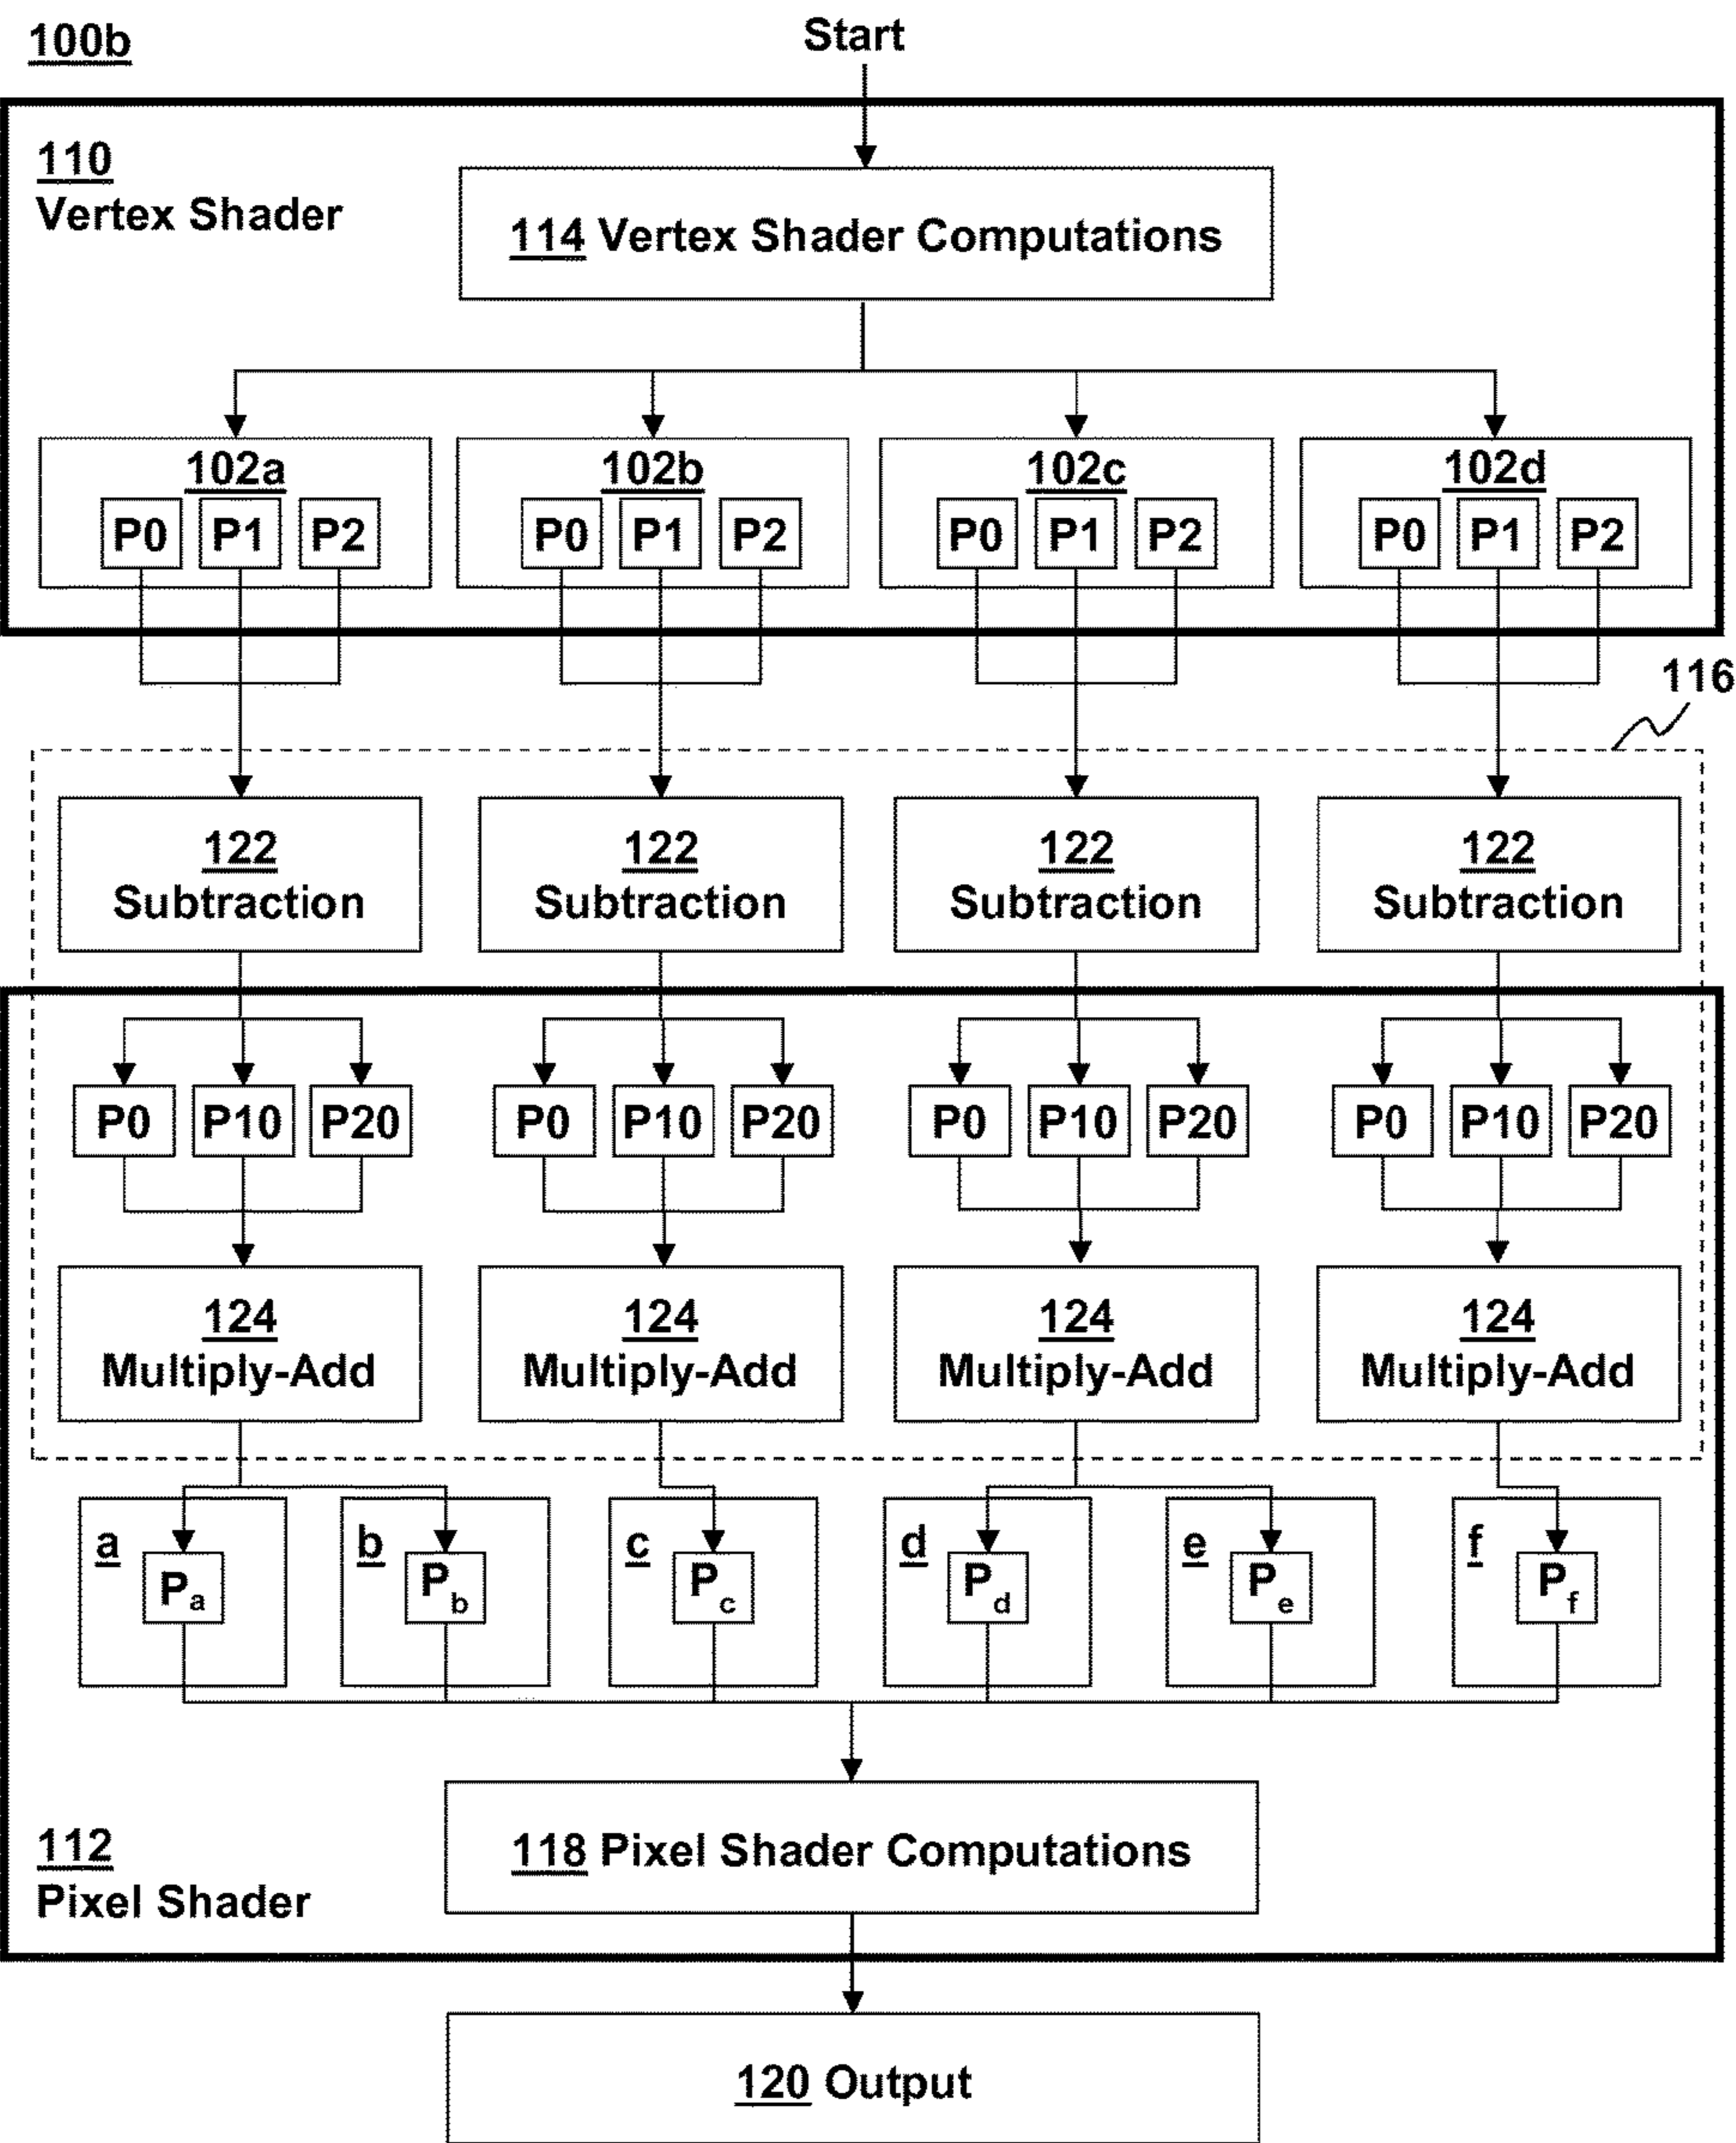 100b
Start
110
Vertex Shader
114 Vertex Shader Computations
102a 102b 102c 102d
P0 P1 P2 P0 P1 P2 P0 P1 P2 P0 P1 P2
116
122 122 122 122
Subtraction Subtraction Subtraction Subtraction
P0 P10 P20 P0 P10 P20 P0 P10 P20 P0 P10 P20
124 124 124 124
Multiply-Add Multiply-Add Multiply-Add Multiply-Add
a b c d e f
Pa Pb Pc Pd Pe Pf
118 Pixel Shader Computations
112
Pixel Shader
120 Output